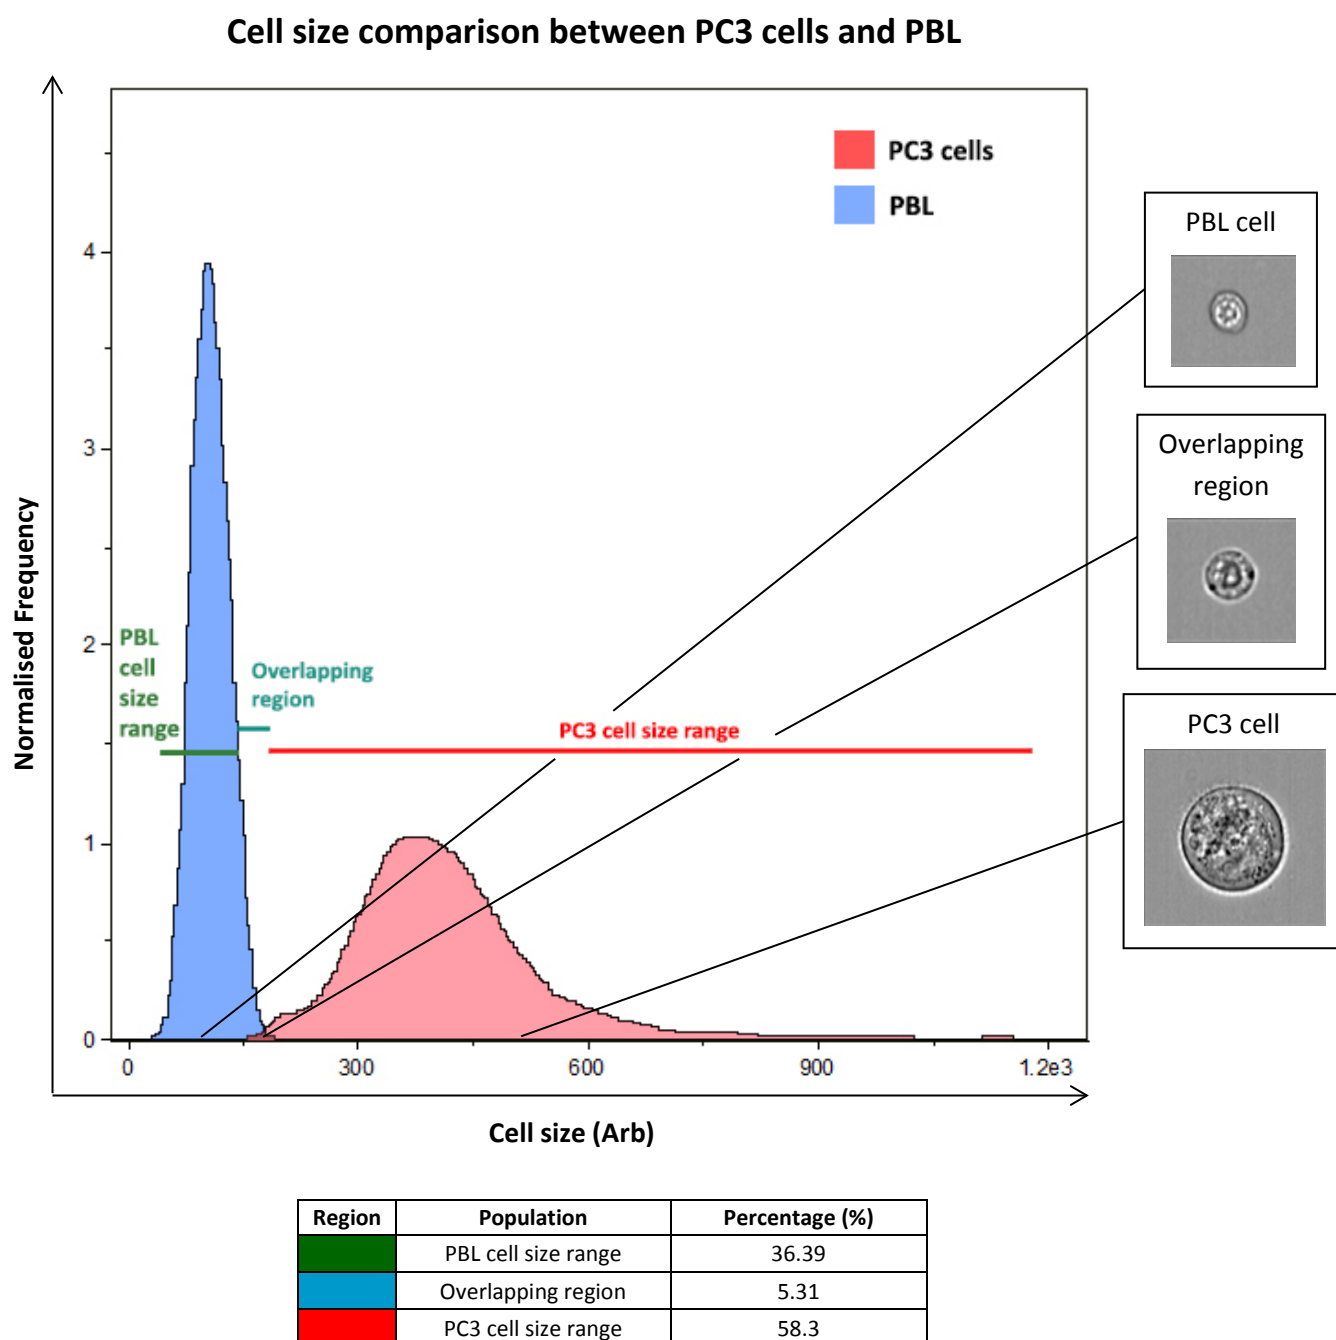 Cell size comparison between PC3 cells and PBL
PC3 cells
PBL
PBL cell
Overlapping
region
PC3 cell
Normalised Frequency
4
3
2
1
0
PBL
cell
size
range
Overlapping
region
PC3 cell size range
0 300 600 900 1.2e3
Cell size (Arb)
Region Population Percentage (%)
PBL cell size range 36.39
Overlapping region 5.31
PC3 cell size range 58.3